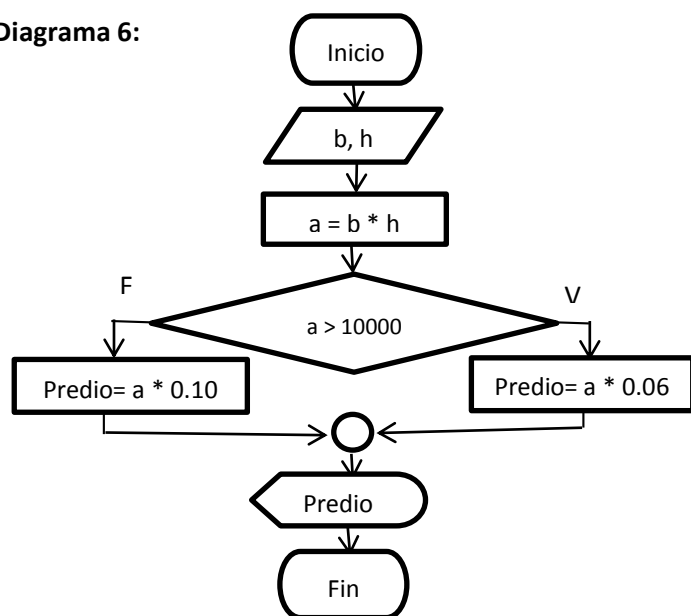 Diagrama 6:
Inicio
b, h
a = b * h
F
V
a > 10000
Predio= a * 0.10
Predio= a * 0.06
Predio
Fin